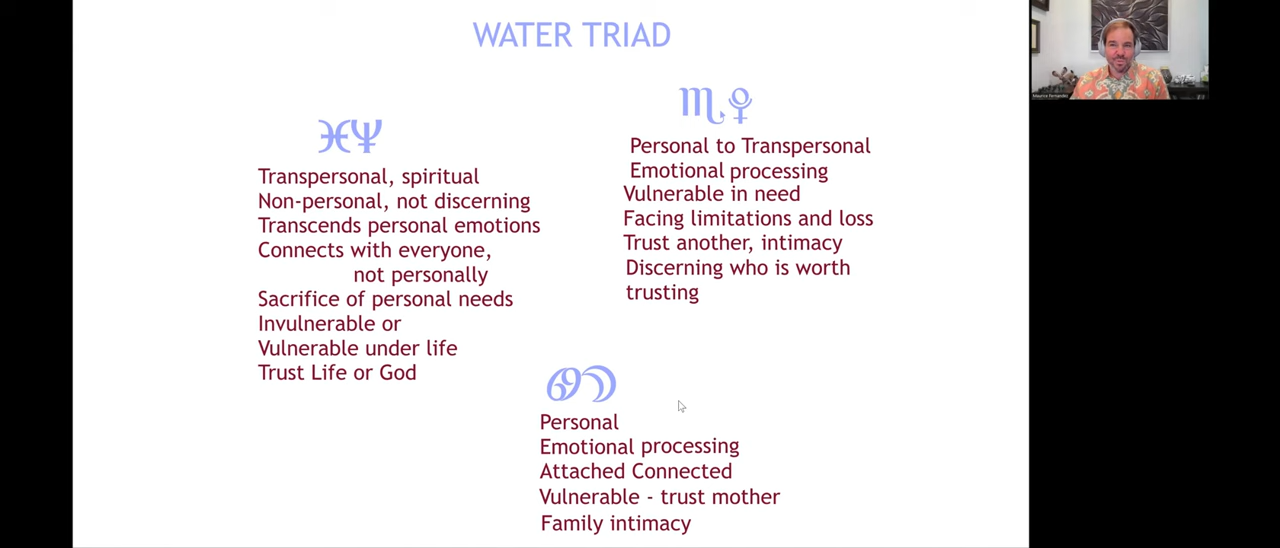 WATER TRIAD
♓♆
Transpersonal, spiritual
Non-personal, not discerning
Transcends personal emotions
Connects with everyone,
not personally
Sacrifice of personal needs
Invulnerable or
Vulnerable under life
Trust Life or God
♏♇
Personal to Transpersonal
Emotional processing
Vulnerable in need
Facing limitations and loss
Trust another, intimacy
Discerning who is worth
trusting
♋☽
Personal
Emotional processing
Attached Connected
Vulnerable - trust mother
Family intimacy
Maurice Fernandez